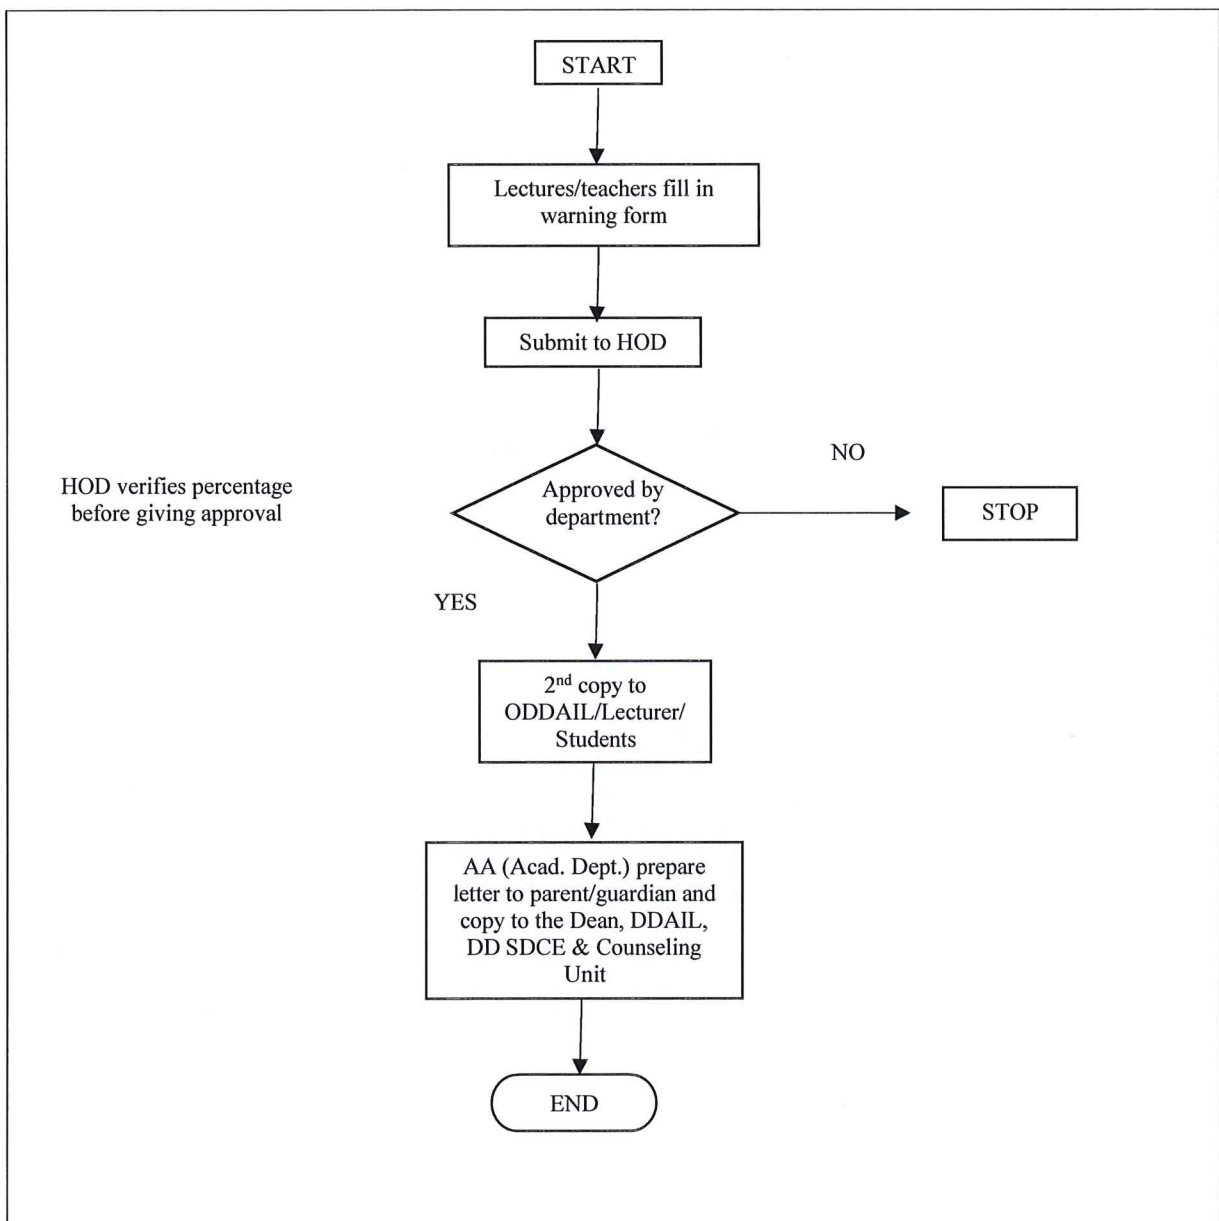 START
Lectures/teachers fill in
warning form
Submit to HOD
NO
HOD verifies percentage
before giving approval
Approved by
department?
STOP
YES
2nd copy to
ODDAIL/Lecturer/
Students
AA (Acad. Dept.) prepare
letter to parent/guardian and
copy to the Dean, DDAIL,
DD SDCE & Counseling
Unit
END